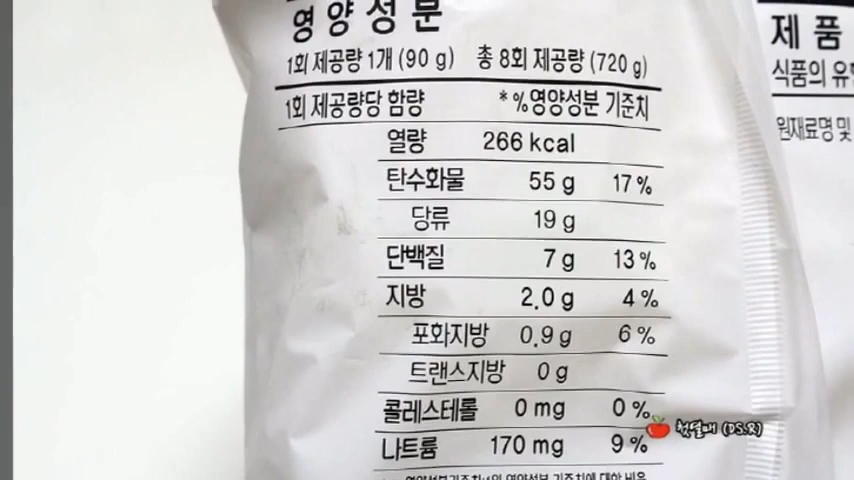 영양성분
1회 제공량 1개 (90 g) 총 8회 제공량 (720 g)
1회 제공량당 함량 * %영양성분 기준치
열량 266 kcal
탄수화물 55 g 17 %
당류 19 g
단백질 7 g 13 %
지방 2.0 g 4 %
포화지방 0.9 g 6 %
트랜스지방 0 g
콜레스테롤 0 mg 0 %
나트륨 170 mg 9 %
제품
식품의 유
원재료명 및
(DS.R)